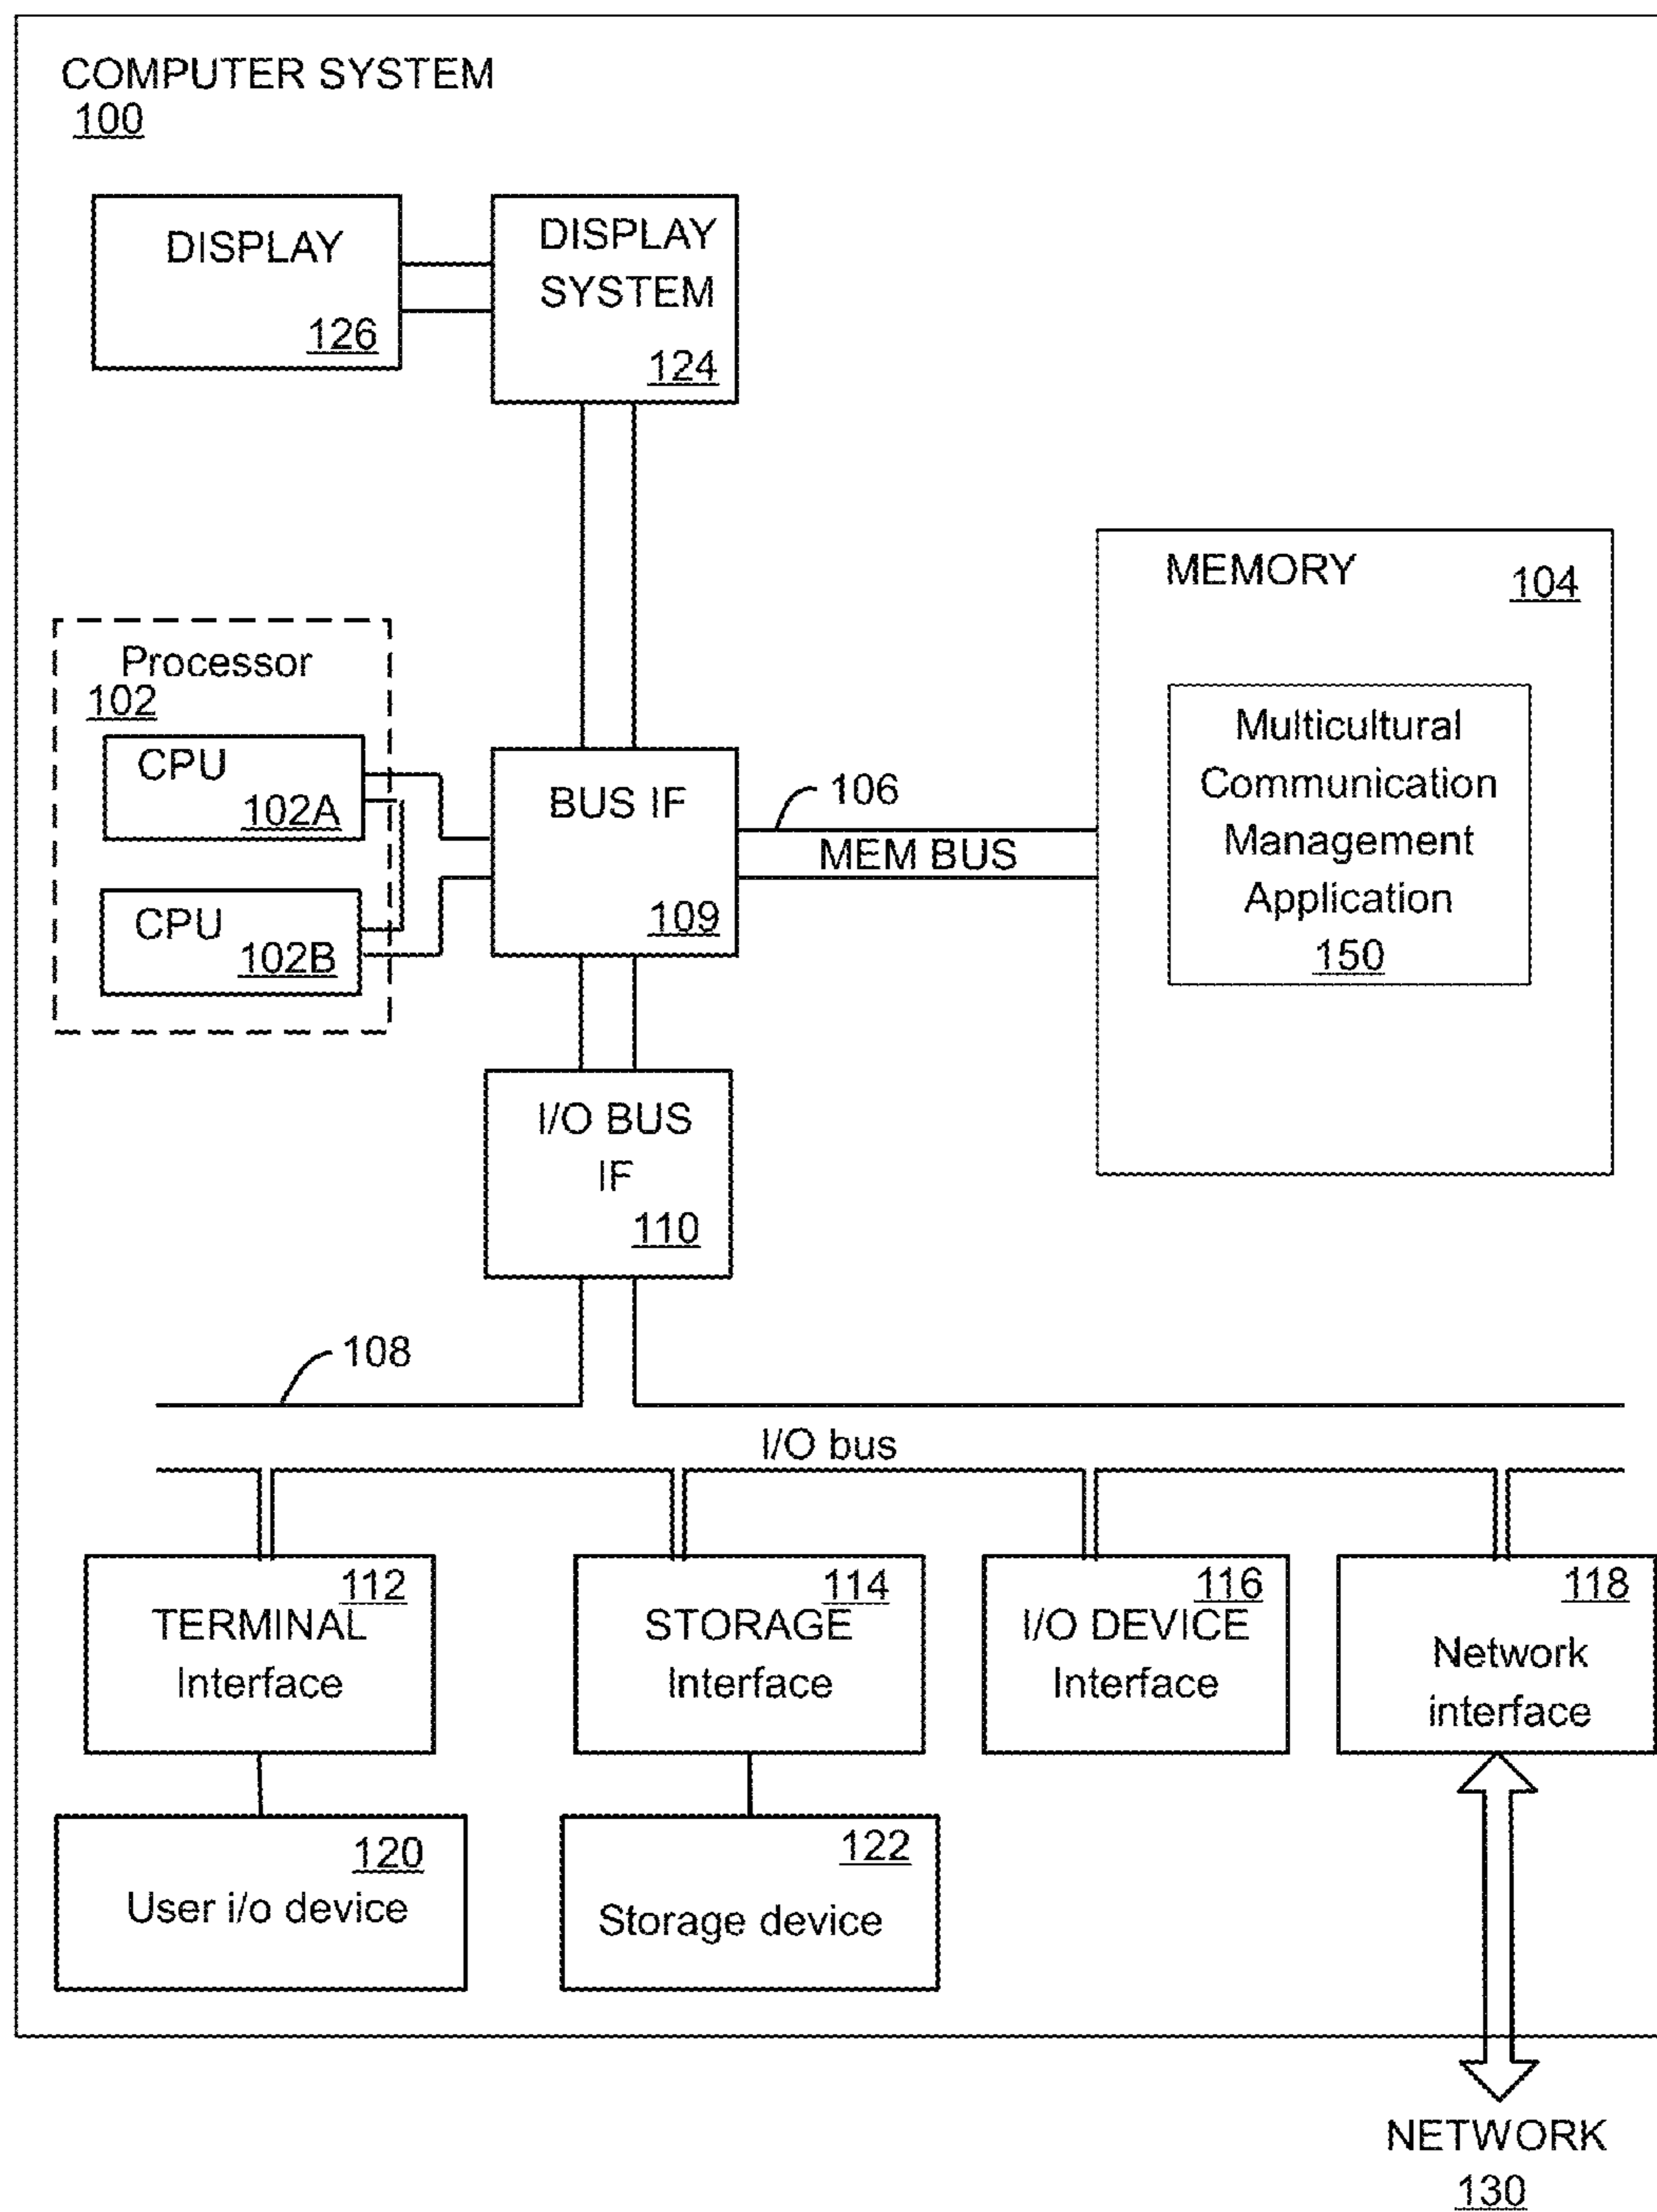 COMPUTER SYSTEM
100
DISPLAY
126
DISPLAY
SYSTEM
124
MEMORY
104
Multicultural
Communication
Management
Application
150
Processor
102
CPU
102A
CPU
102B
BUS IF
109
106
MEM BUS
I/O BUS
IF
110
108
I/O bus
112
TERMINAL
Interface
114
STORAGE
Interface
116
I/O DEVICE
Interface
118
Network
interface
120
User i/o device
122
Storage device
NETWORK
130